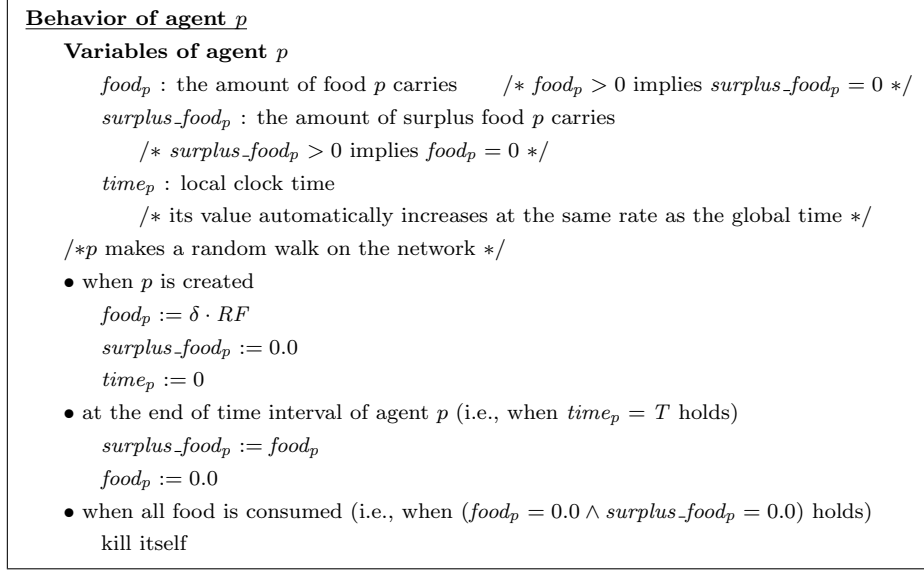 Behavior of agent p
Variables of agent p
food_p : the amount of food p carries /∗ food_p > 0 implies surplus_food_p = 0 ∗/
surplus_food_p : the amount of surplus food p carries
/∗ surplus_food_p > 0 implies food_p = 0 ∗/
time_p : local clock time
/∗ its value automatically increases at the same rate as the global time ∗/
/∗p makes a random walk on the network ∗/
• when p is created
food_p := δ · RF
surplus_food_p := 0.0
time_p := 0
• at the end of time interval of agent p (i.e., when time_p = T holds)
surplus_food_p := food_p
food_p := 0.0
• when all food is consumed (i.e., when (food_p = 0.0 ∧ surplus_food_p = 0.0) holds)
kill itself